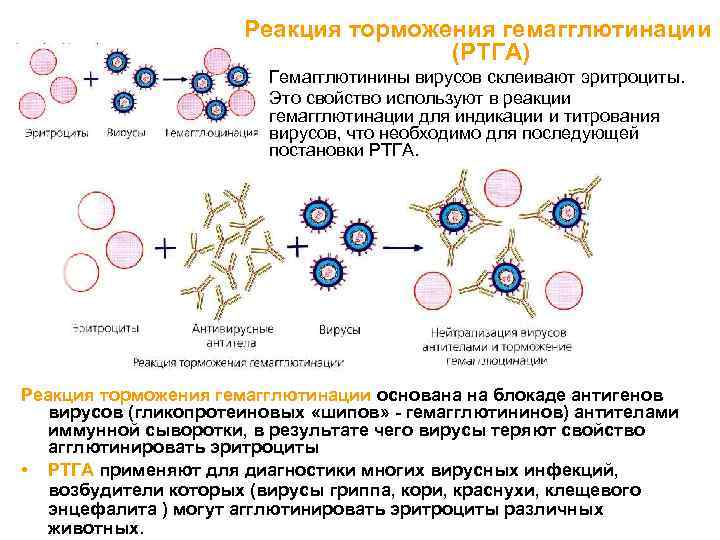 Реакция торможения гемагглютинации
(РТГА)
Гемагглютинины вирусов склеивают эритроциты.
Это свойство используют в реакции
гемагглютинации для индикации и титрования
вирусов, что необходимо для последующей
постановки РТГА.
Эритроциты Вирусы Гемагглюцинация
Эритроциты Антивирусные антитела Вирусы Нейтрализация вирусов антителами и торможение гемагглюцинации
Реакция торможения гемагглютинации
Реакция торможения гемагглютинации основана на блокаде антигенов
вирусов (гликопротеиновых «шипов» - гемагглютининов) антителами
иммунной сыворотки, в результате чего вирусы теряют свойство
агглютинировать эритроциты
• РТГА применяют для диагностики многих вирусных инфекций,
возбудители которых (вирусы гриппа, кори, краснухи, клещевого
энцефалита ) могут агглютинировать эритроциты различных
животных.